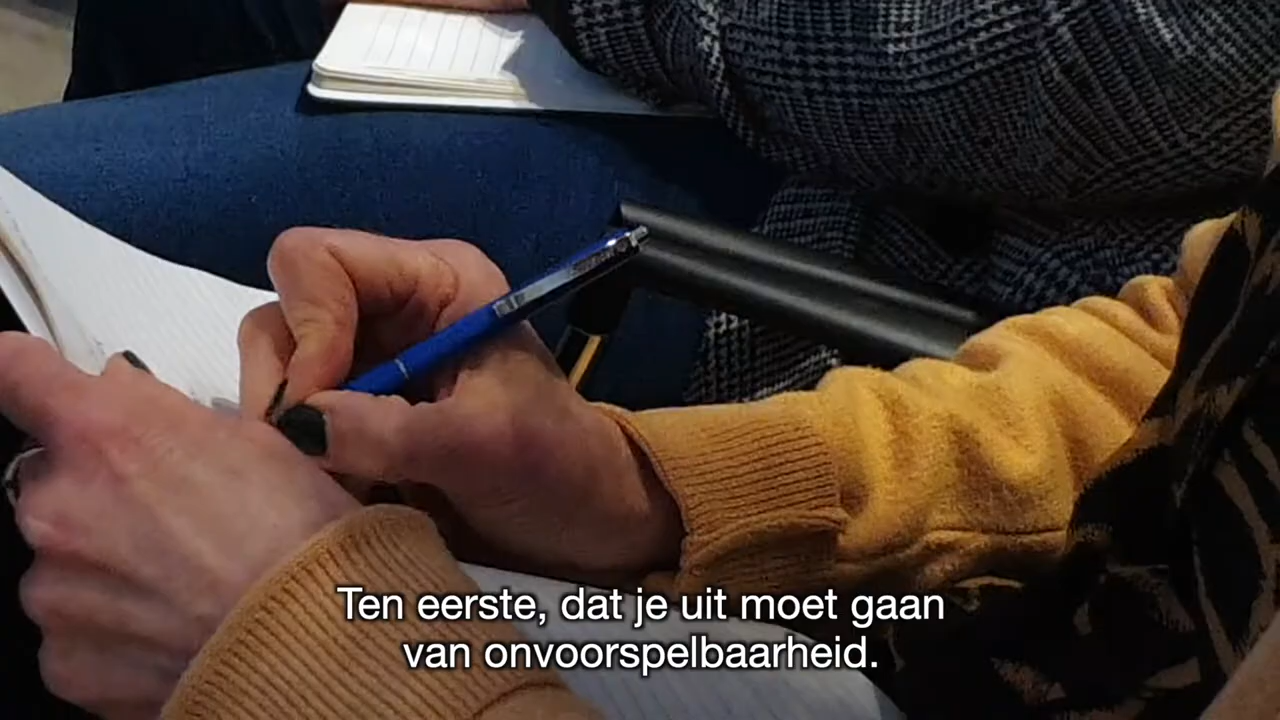 Ten eerste, dat je uit moet gaan
van onvoorspelbaarheid.